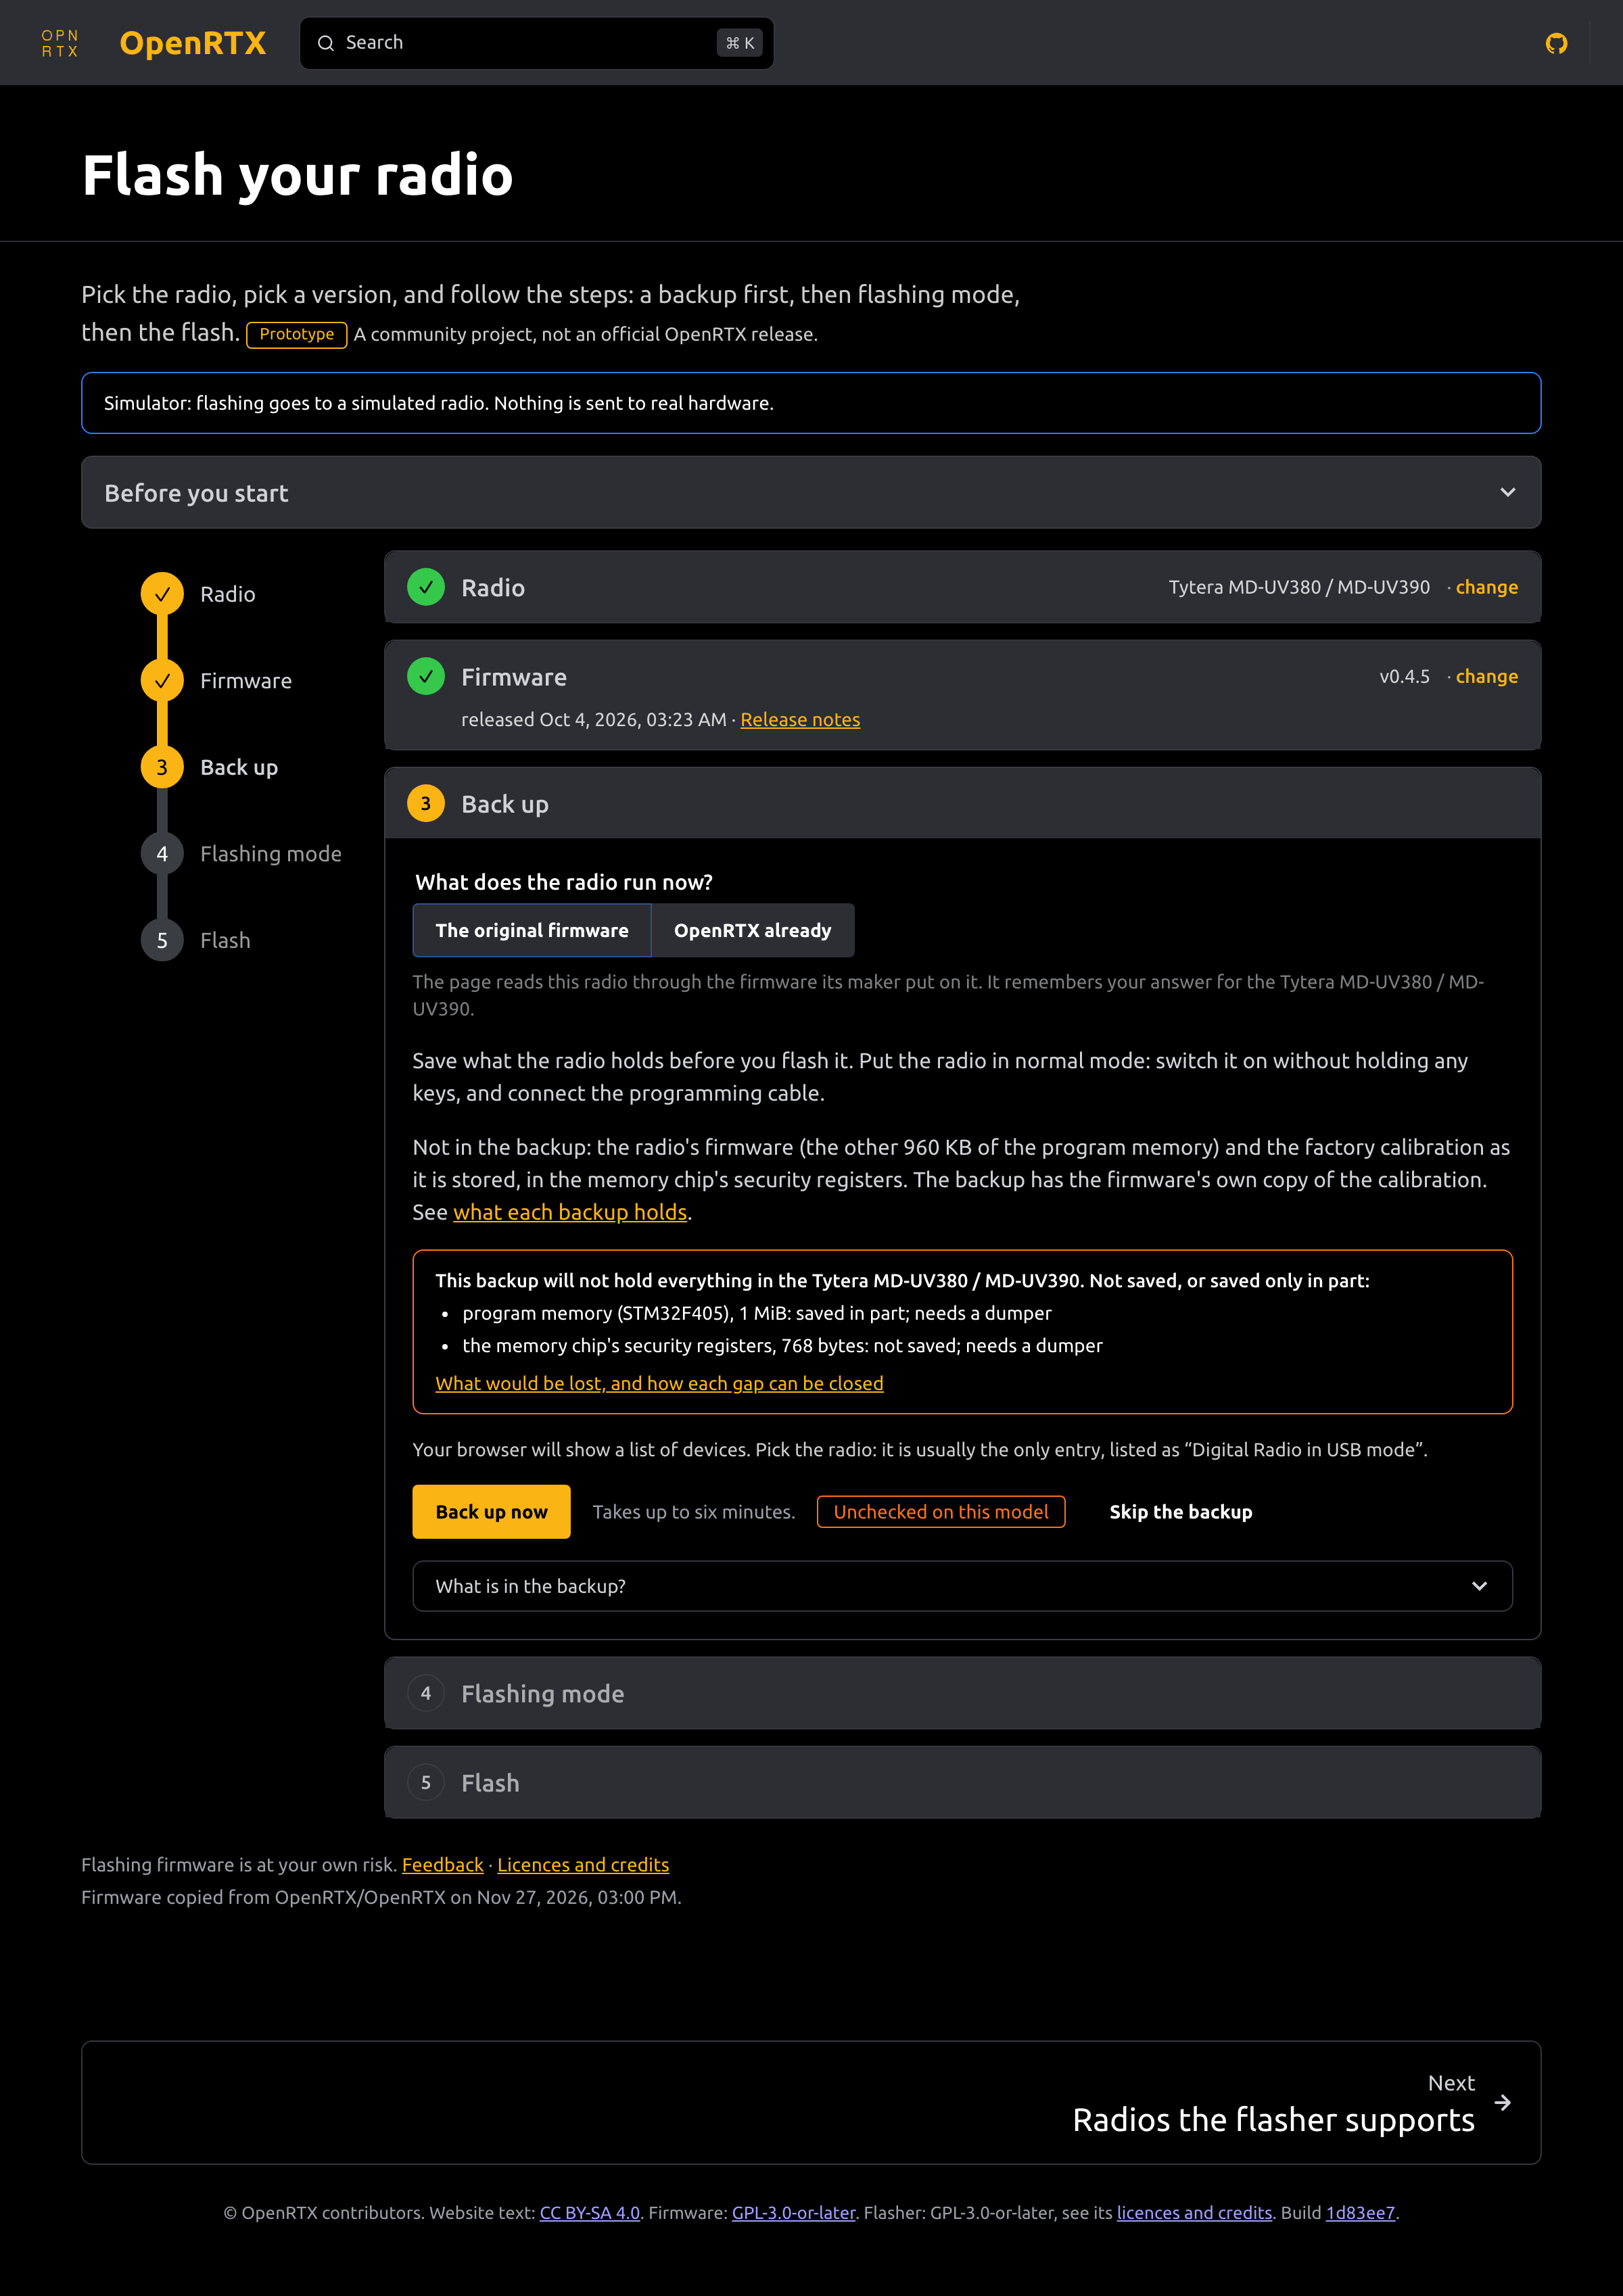 OPN
RTX
OpenRTX
Search
⌘ K
Flash your radio
Pick the radio, pick a version, and follow the steps: a backup first, then flashing mode,
then the flash. Prototype A community project, not an official OpenRTX release.
Simulator: flashing goes to a simulated radio. Nothing is sent to real hardware.
Before you start
Radio
Firmware
3 Back up
4 Flashing mode
5 Flash
Radio Tytera MD-UV380 / MD-UV390 · change
Firmware v0.4.5 · change
released Oct 4, 2026, 03:23 AM · Release notes
3 Back up
What does the radio run now?
The original firmware OpenRTX already
The page reads this radio through the firmware its maker put on it. It remembers your answer for the Tytera MD-UV380 / MD-
UV390.
Save what the radio holds before you flash it. Put the radio in normal mode: switch it on without holding any
keys, and connect the programming cable.
Not in the backup: the radio's firmware (the other 960 KB of the program memory) and the factory calibration as
it is stored, in the memory chip's security registers. The backup has the firmware's own copy of the calibration.
See what each backup holds.
This backup will not hold everything in the Tytera MD-UV380 / MD-UV390. Not saved, or saved only in part:
• program memory (STM32F405), 1 MiB: saved in part; needs a dumper
• the memory chip's security registers, 768 bytes: not saved; needs a dumper
What would be lost, and how each gap can be closed
Your browser will show a list of devices. Pick the radio: it is usually the only entry, listed as “Digital Radio in USB mode”.
Back up now Takes up to six minutes. Unchecked on this model Skip the backup
What is in the backup?
4 Flashing mode
5 Flash
Flashing firmware is at your own risk. Feedback · Licences and credits
Firmware copied from OpenRTX/OpenRTX on Nov 27, 2026, 03:00 PM.
Next
Radios the flasher supports
© OpenRTX contributors. Website text: CC BY-SA 4.0. Firmware: GPL-3.0-or-later. Flasher: GPL-3.0-or-later, see its licences and credits. Build 1d83ee7.